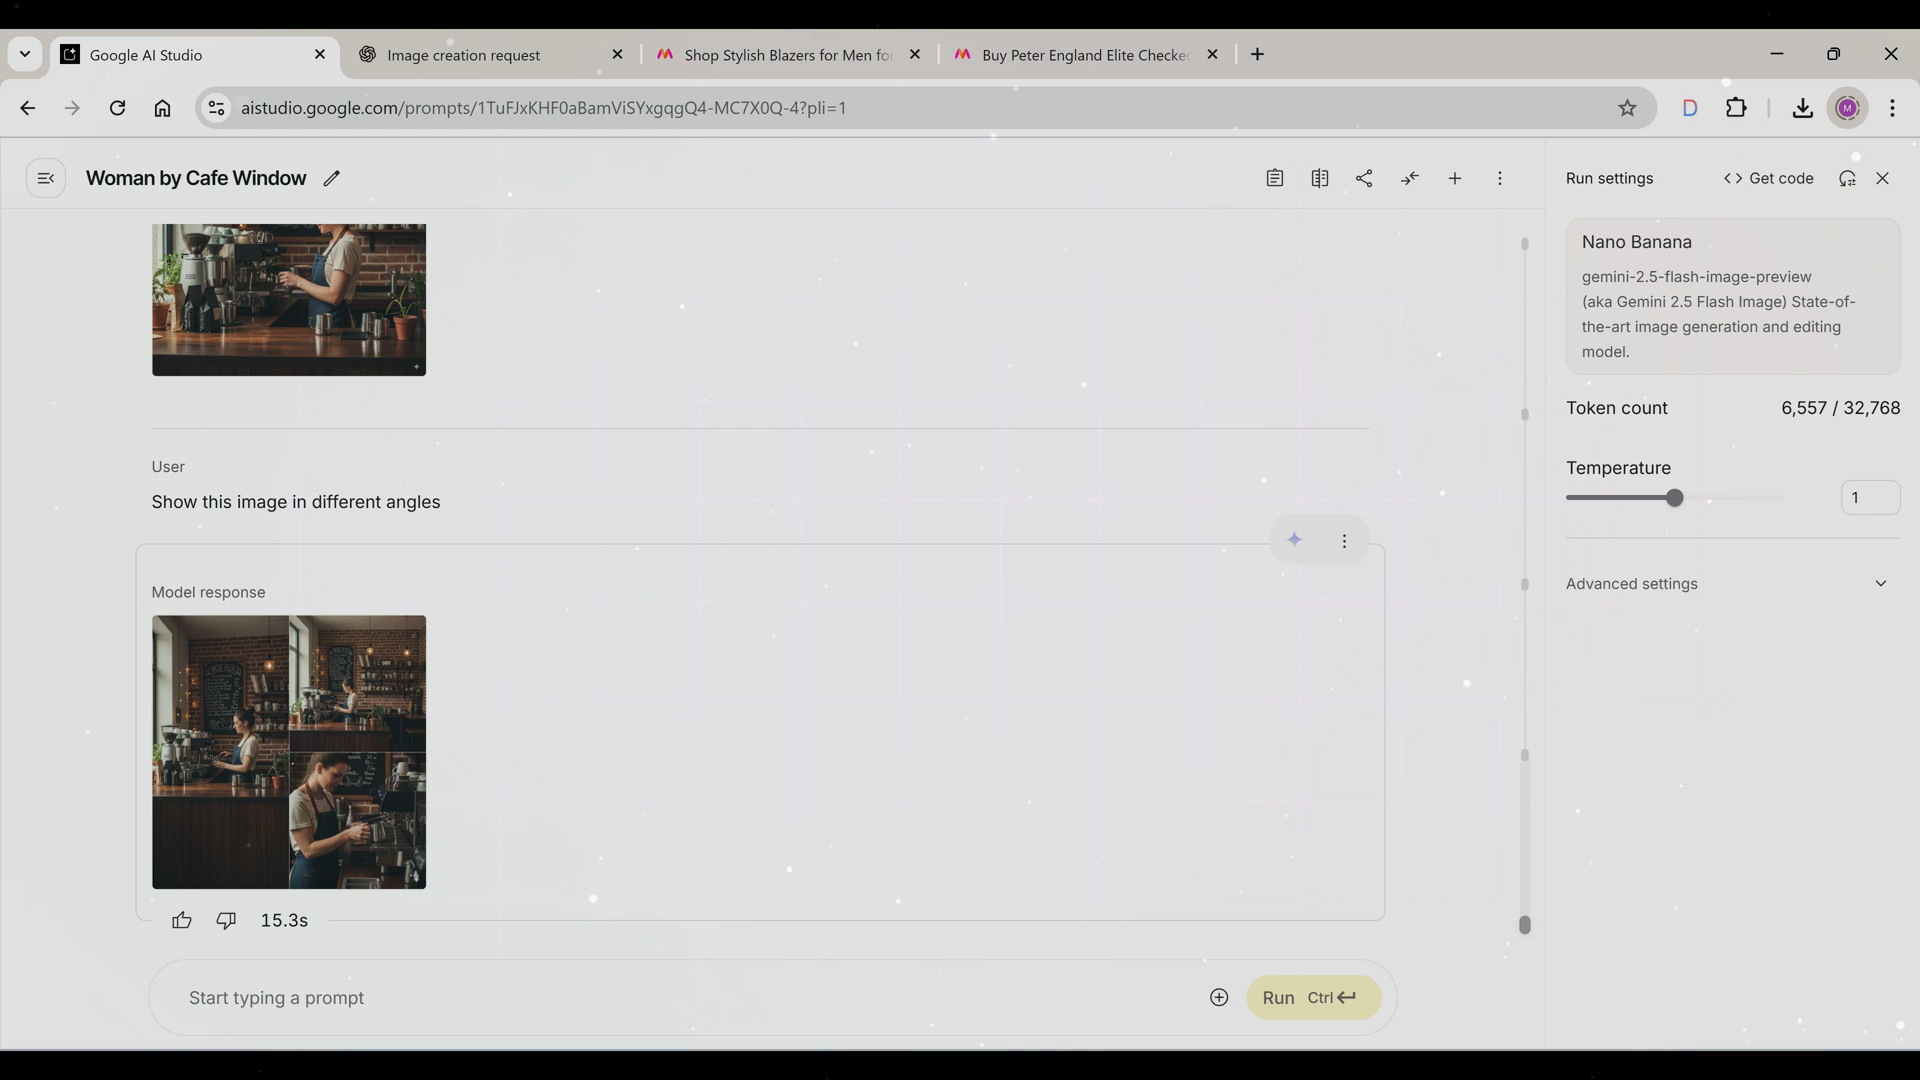 Google AI Studio
Image creation request
Shop Stylish Blazers for Men for
Buy Peter England Elite Checked
aistudio.google.com/prompts/1TuFJxKHF0aBamViSYxgqgQ4-MC7X0Q-4?pli=1
M
Woman by Cafe Window
Run settings
Get code
Nano Banana
gemini-2.5-flash-image-preview
(aka Gemini 2.5 Flash Image) State-of-
the-art image generation and editing
model.
Token count
6,557 / 32,768
User
Show this image in different angles
Temperature
1
Advanced settings
Model response
15.3s
Start typing a prompt
Run Ctrl